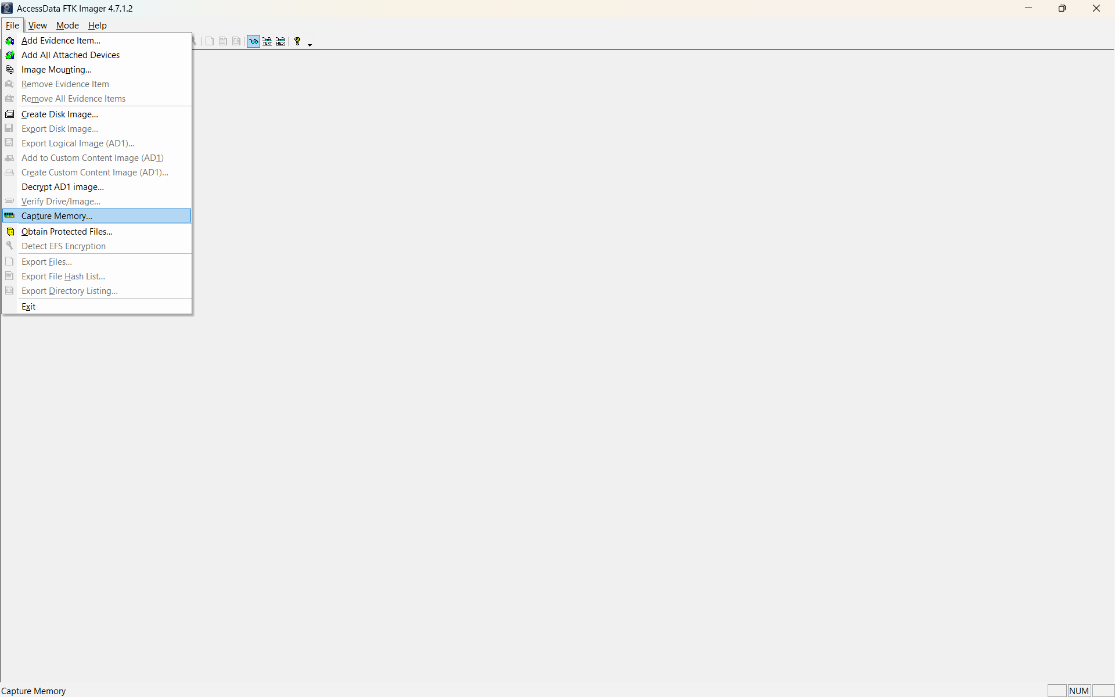 AccessData FTK Imager 4.7.1.2
File View Mode Help
Add Evidence Item...
Add All Attached Devices
Image Mounting...
Remove Evidence Item
Remove All Evidence Items
Create Disk Image...
Export Disk Image...
Export Logical Image (AD1)...
Add to Custom Content Image (AD1)
Create Custom Content Image (AD1)...
Decrypt AD1 image...
Verify Drive/Image...
Capture Memory...
Obtain Protected Files...
Detect EFS Encryption
Export Files...
Export File Hash List...
Export Directory Listing...
Exit
Capture Memory
NUM